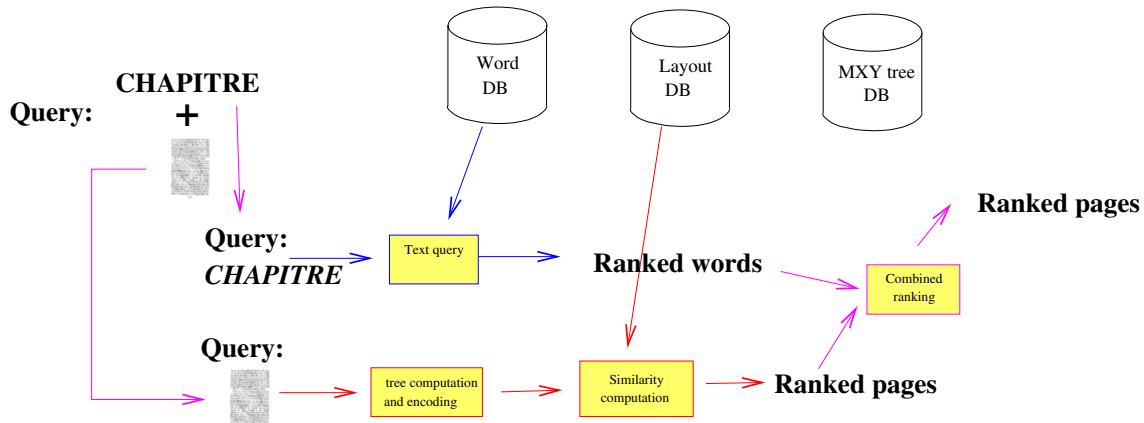 Word
DB
Layout
DB
MXY tree
DB
CHAPITRE
Query:
+
Ranked pages
Query:
CHAPITRE
Text query
Ranked words
Combined
ranking
Query:
tree computation
and encoding
Similarity
computation
Ranked pages